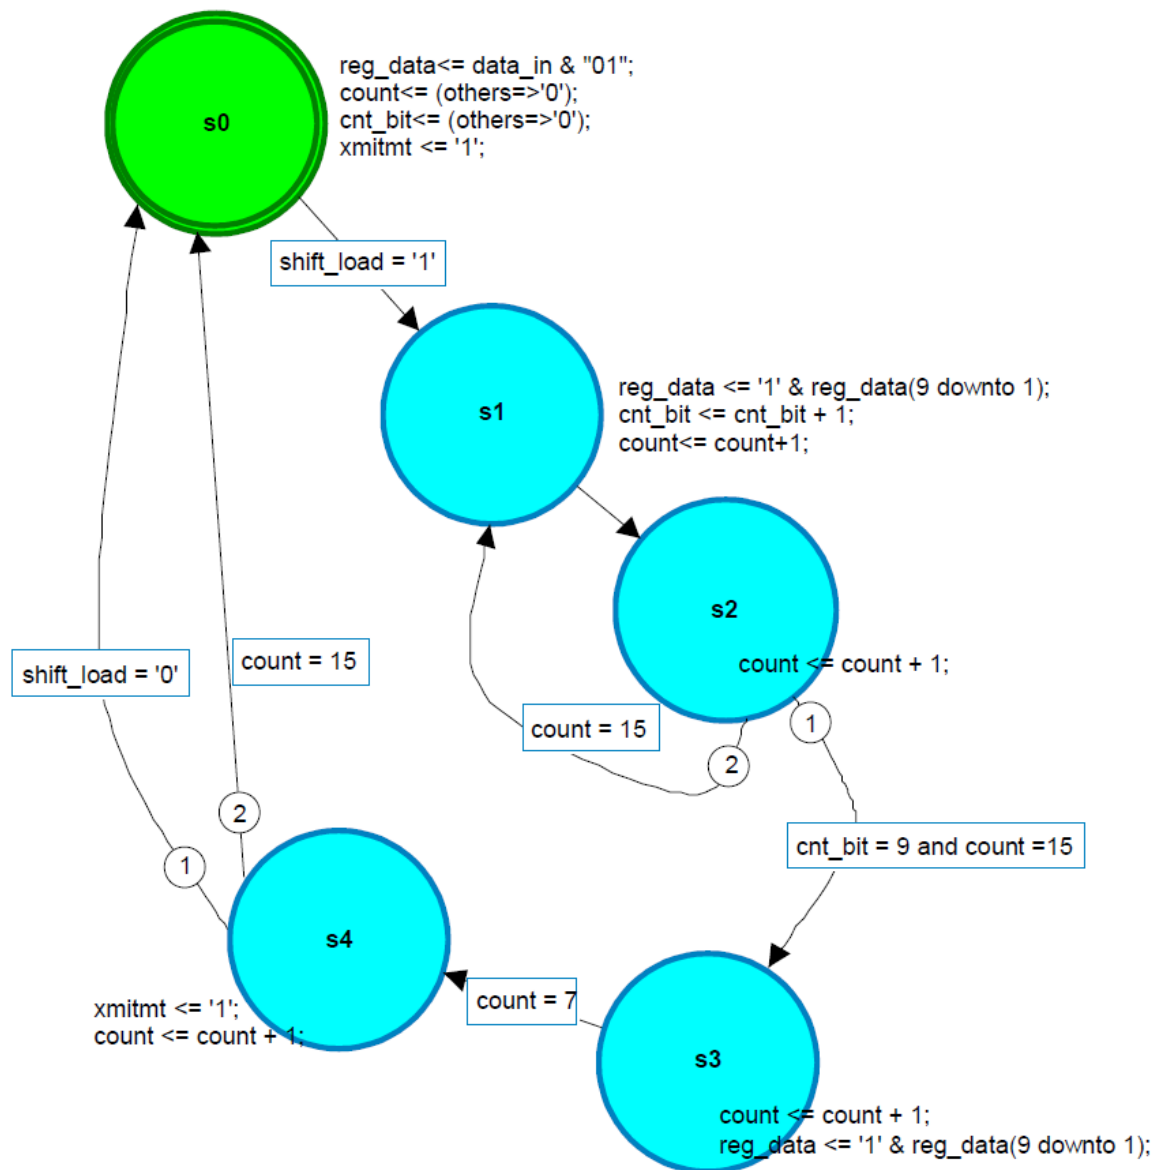 s0
reg_data<= data_in & "01";
count<= (others=>'0');
cnt_bit<= (others=>'0');
xmitmt <= '1';
shift_load = '1'
s1
reg_data <= '1' & reg_data(9 downto 1);
cnt_bit <= cnt_bit + 1;
count<= count+1;
s2
count <= count + 1;
shift_load = '0'
count = 15
count = 15
1
2
2
1
cnt_bit = 9 and count =15
s4
xmitmt <= '1';
count <= count + 1;
count = 7
s3
count <= count + 1;
reg_data <= '1' & reg_data(9 downto 1);